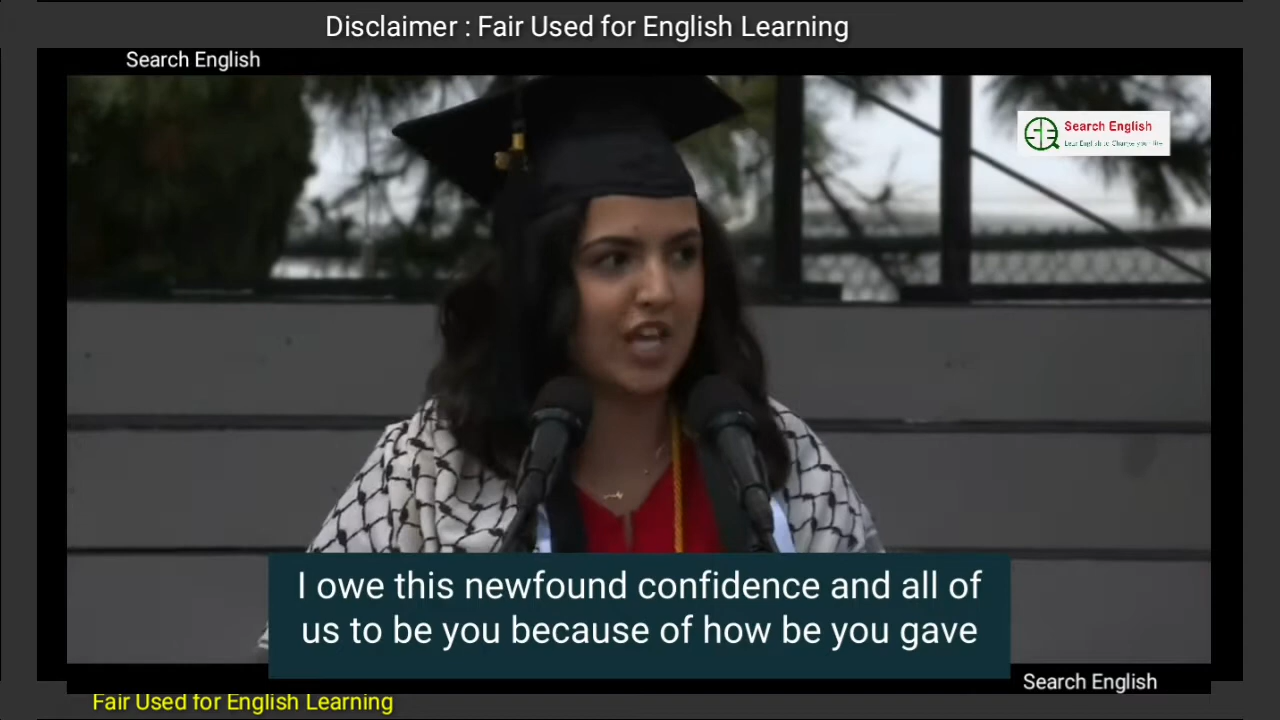 Disclaimer : Fair Used for English Learning
Search English
Search English
I owe this newfound confidence and all of
us to be you because of how be you gave
Search English
Fair Used for English Learning